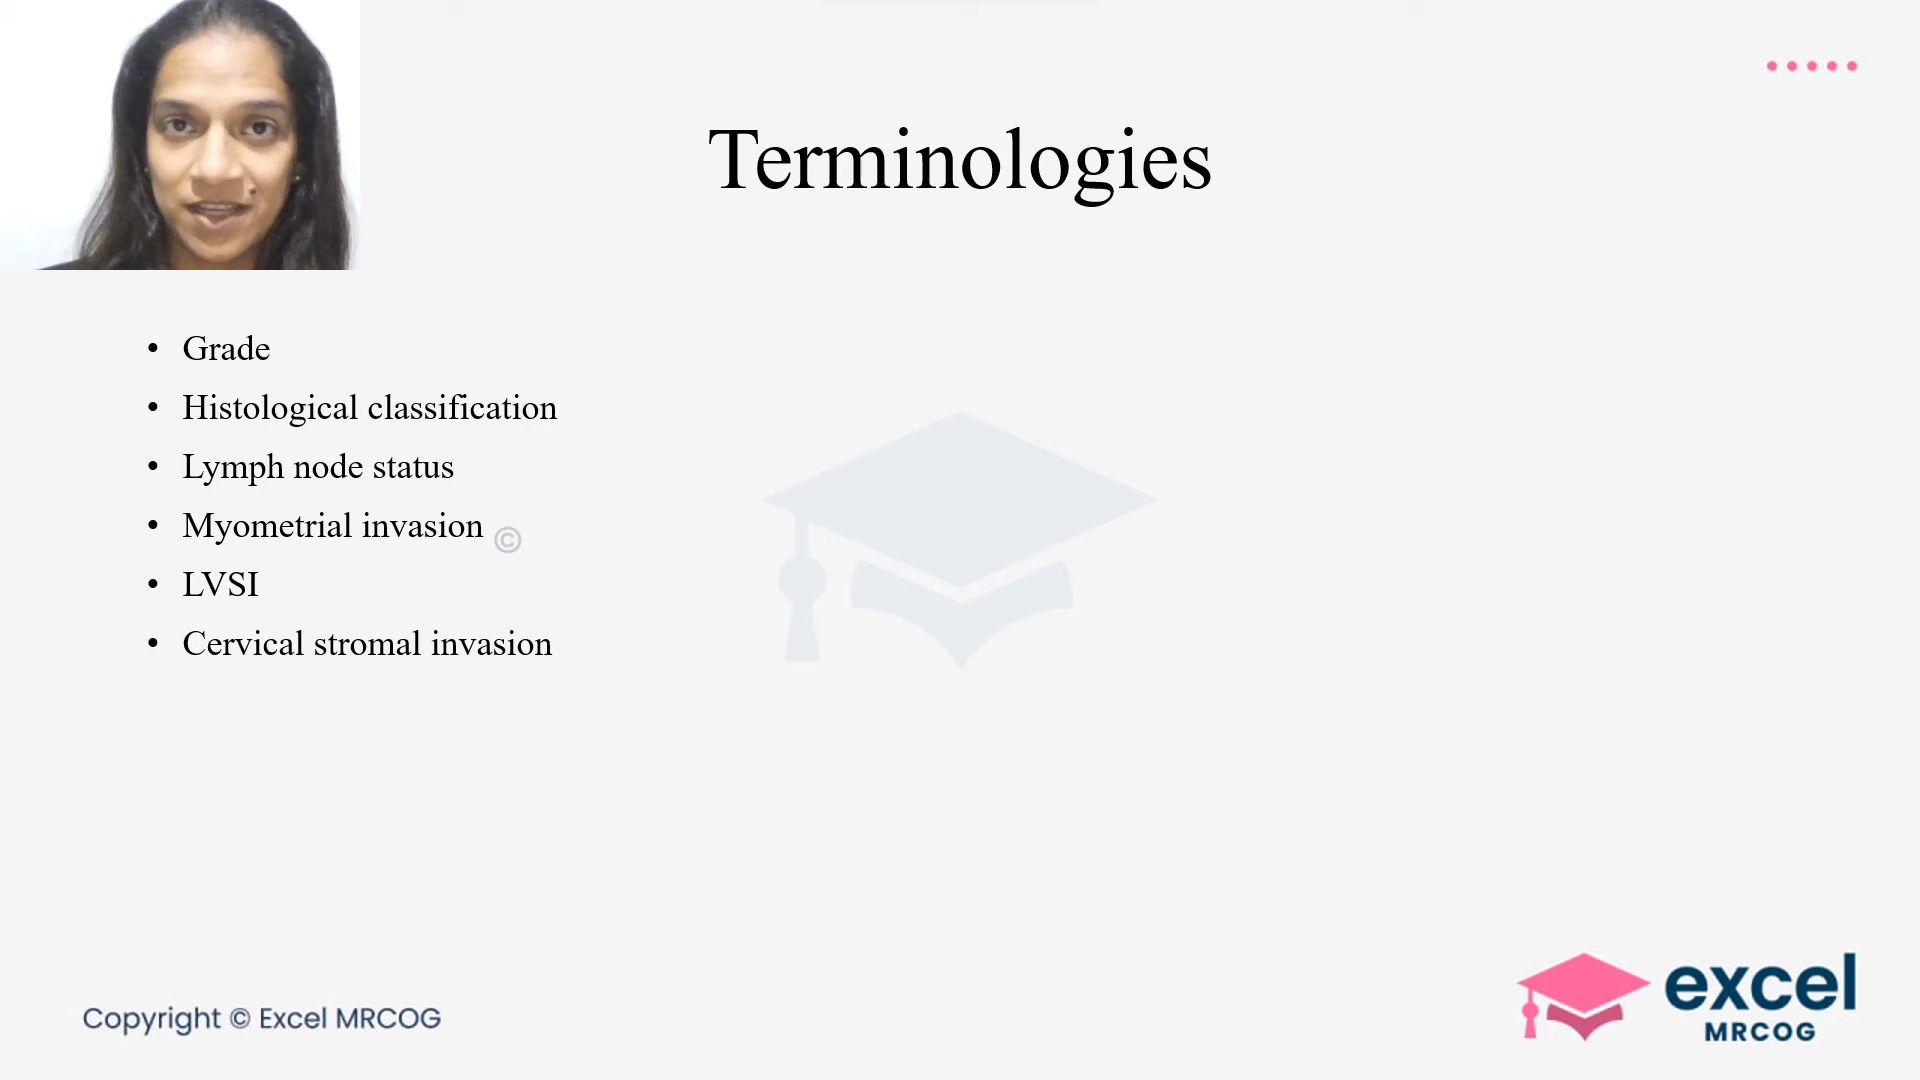 Terminologies
• Grade
• Histological classification
• Lymph node status
• Myometrial invasion
©
• LVSI
• Cervical stromal invasion
Copyright © Excel MRCOG
excel
MRCOG